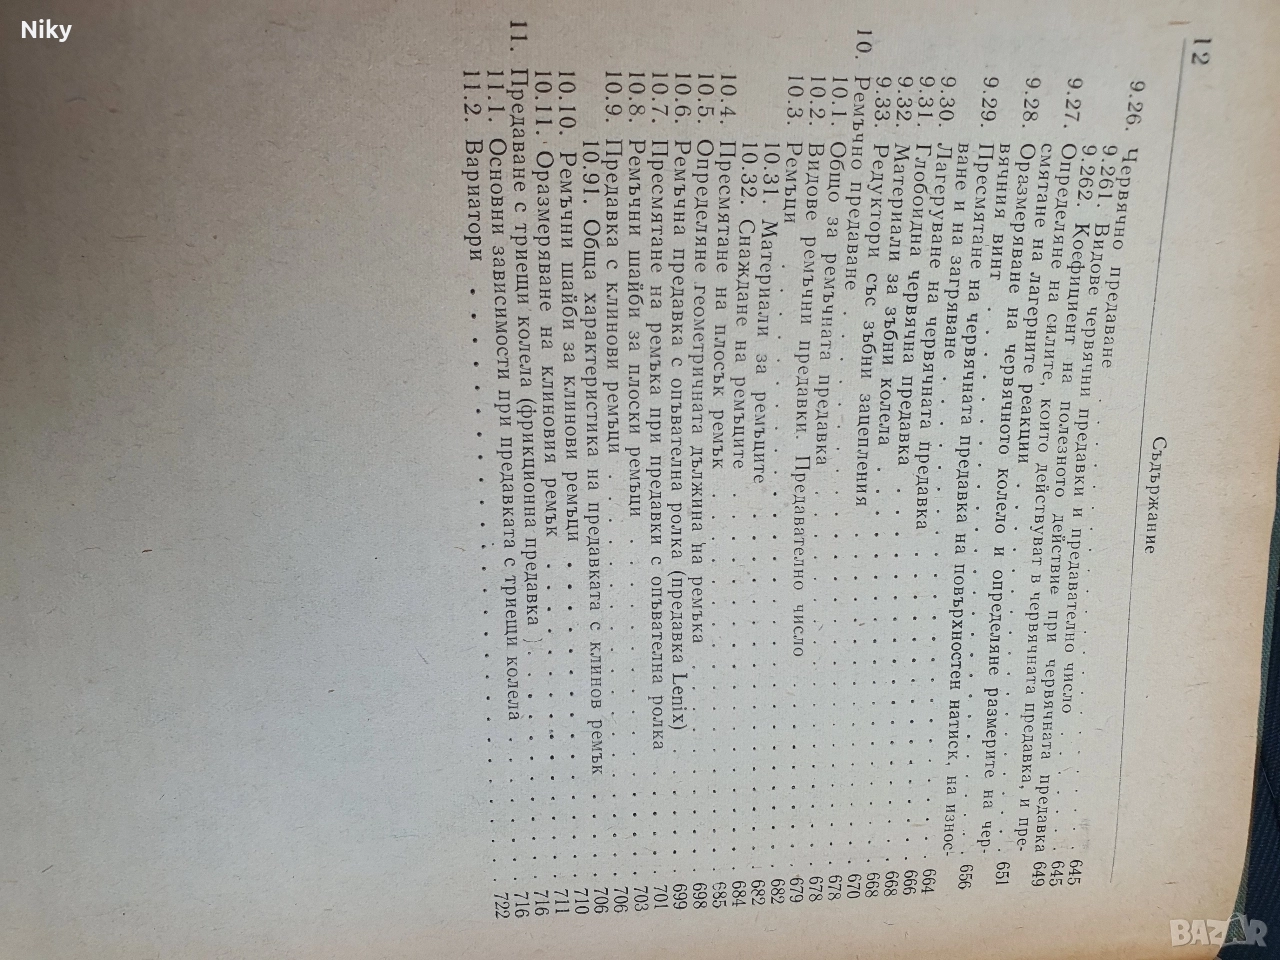 Niky
12
Съдържание
9.26. Червячно предаване . . . . . . . . . . . 645
9.261. Видове червячни предавки и предавателно число . . . . 645
9.262. Коефициент на полезното действие при червячната предавка 649
9.27. Определяне на силите, които действуват в червячната предавка, и пре-
смятане на лагерните реакции . . . . . . . . . 651
9.28. Оразмеряване на червячното колело и определяне размерите на чер-
вячния винт . . . . . . . . . . . . 656
9.29. Пресмятане на червячната предавка на повърхностен натиск, на износ-
ване и на загряване . . . . . . . . . . . 664
9.30. Лагеруване на червячната предавка . . . . . . . . 666
9.31. Глобоидна червячна предавка . . . . . . . . . 668
9.32. Материали за зъбни колела . . . . . . . . . 668
9.33. Редуктори със зъбни зацепления . . . . . . . . 670
10. Ремъчно предаване . . . . . . . . . . . 678
10.1. Общо за ремъчната предавка . . . . . . . . . 678
10.2. Видове ремъчни предавки. Предавателно число . . . . . 679
10.3. Ремъци . . . . . . . . . . . . . 682
10.31. Материали за ремъците . . . . . . . . . 682
10.32. Снаждане на ремъците . . . . . . . . . 684
10.4. Пресмятане на плосък ремък . . . . . . . . . 685
10.5. Определяне геометричната дължина на ремъка . . . . . 698
10.6. Ремъчна предавка с опъвателна ролка (предавка Lenix) . . . . 699
10.7. Пресмятане на ремъка при предавки с опъвателна ролка . . . . 701
10.8. Ремъчни шайби за плоски ремъци . . . . . . . . 703
10.9. Предавка с клинови ремъци . . . . . . . . . 706
10.91. Обща характеристика на предавката с клинов ремък . . . . 706
10.10. Ремъчни шайби за клинови ремъци . . . . . . . . 710
10.11. Оразмеряване на клиновия ремък . . . . . . . . 711
11. Предаване с триещи колела (фрикционна предавка) . . . . . . 716
11.1. Основни зависимости при предавката с триещи колела . . . . 716
11.2. Вариатори . . . . . . . . . . . . 722
BAZAR